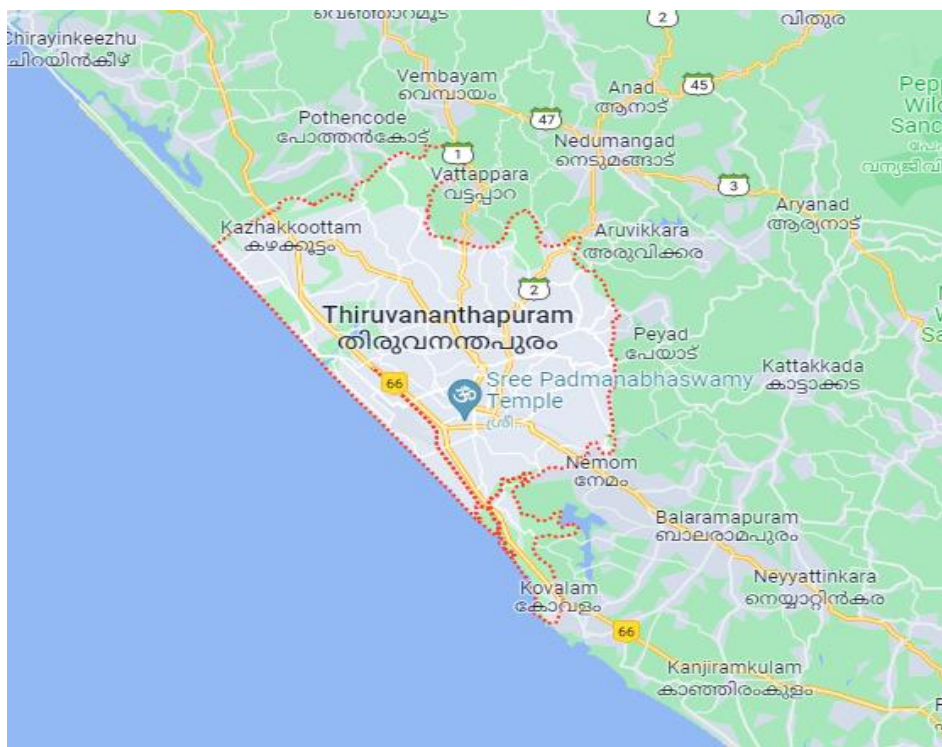 വെഞ്ഞാറമൂട്
2
വിതുര
Chirayinkeezhu
ചിറയിൻകീഴ്
Vembayam
വെമ്പായം
Anad
ആനാട്
45
Pothencode
പോത്തൻകോട്
47
Nedumangad
നെടുമങ്ങാട്
1
Vattappara
വട്ടപ്പാറ
3
Aryanad
ആര്യനാട്
Kazhakkoottam
കഴക്കൂട്ടം
Aruvikkara
അരുവിക്കര
2
Thiruvananthapuram
തിരുവനന്തപുരം
Peyad
പേയാട്
Kattakkada
കാട്ടാക്കട
66
Sree Padmanabhaswamy
Temple
ശ്രീ...
Nemom
നേമം
Balaramapuram
ബാലരാമപുരം
Neyyattinkara
നെയ്യാറ്റിൻകര
Kovalam
കോവളം
66
Kanjiramkulam
കാഞ്ഞിരംകുളം